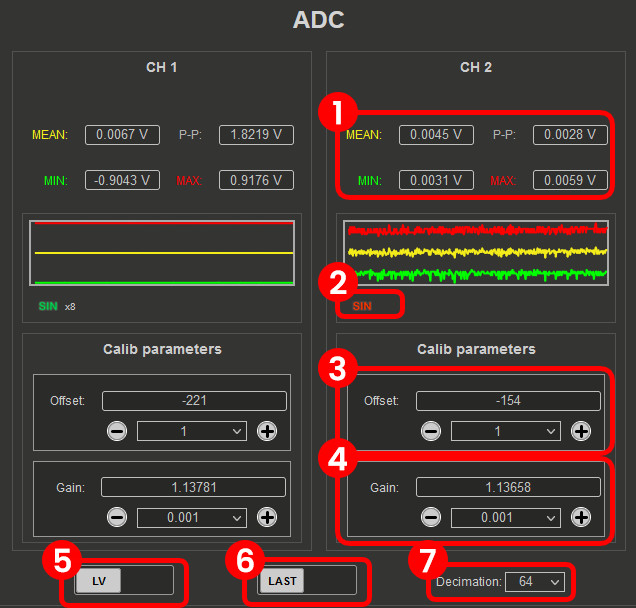 ADC
CH 1
CH 2
1
MEAN: 0.0067 V P-P: 1.8219 V
MEAN: 0.0045 V P-P: 0.0028 V
MIN: -0.9043 V MAX: 0.9176 V
MIN: 0.0031 V MAX: 0.0059 V
2
SIN x8
SIN
Calib parameters
Calib parameters
3
Offset: -221
Offset: -154
1
1
4
Gain: 1.13781
Gain: 1.13658
0.001
0.001
5
6
7
LV
LAST
Decimation: 64